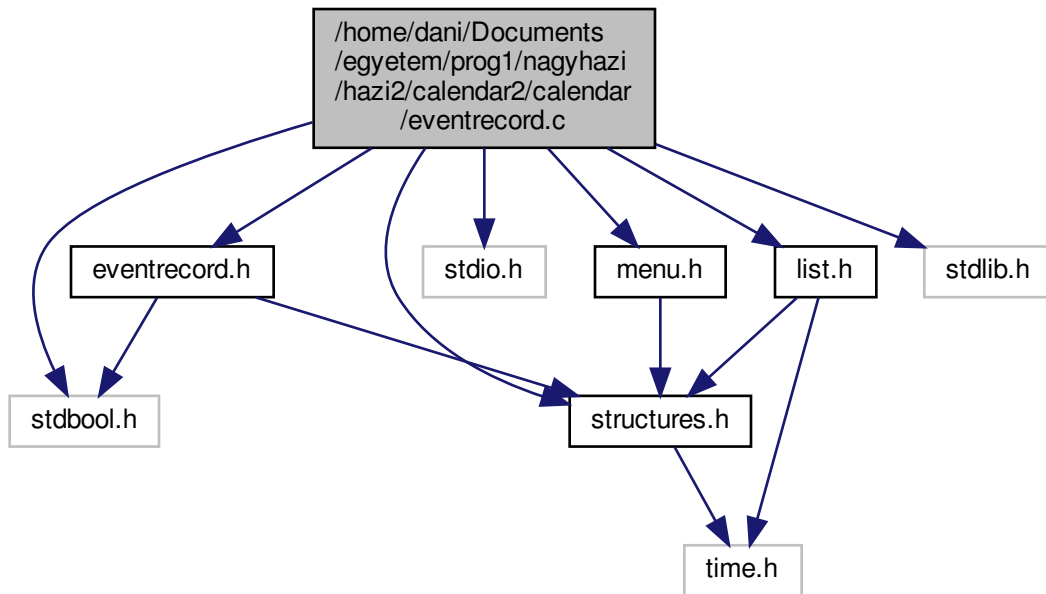 /home/dani/Documents
/egyetem/prog1/nagyhazi
/hazi2/calendar2/calendar
/eventrecord.c
eventrecord.h
stdio.h
menu.h
list.h
stdlib.h
stdbool.h
structures.h
time.h